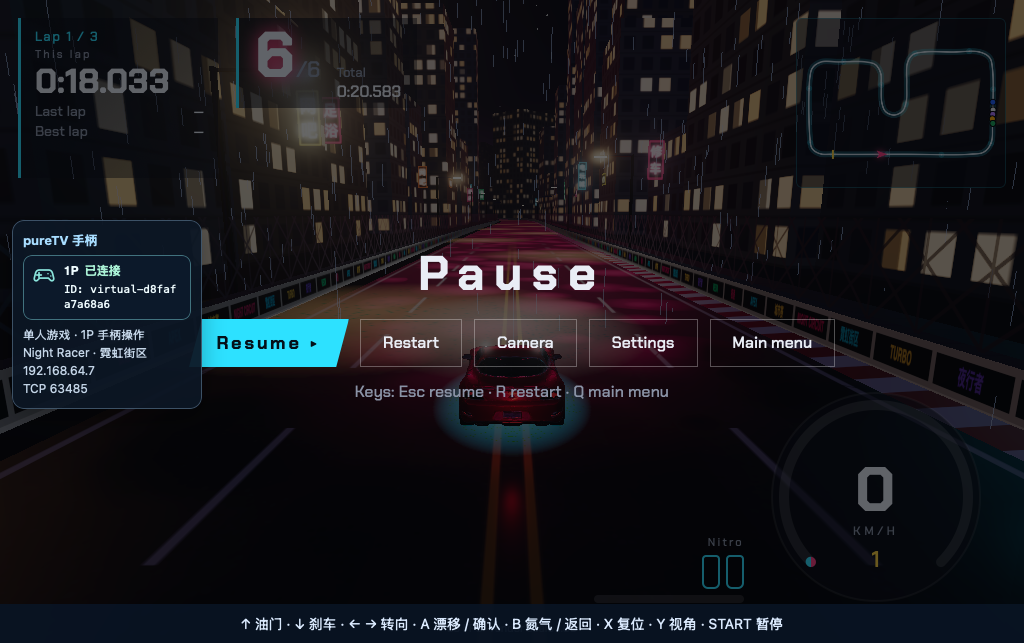 Lap 1 / 3
This lap
0:18.033
Last lap —
Best lap —
6/6
Total
0:20.583
pureTV 手柄
1P 已连接
ID: virtual-d8faf
a7a68a6
单人游戏 · 1P 手柄操作
Night Racer · 霓虹街区
192.168.64.7
TCP 63485
Pause
Resume ▸
Restart
Camera
Settings
Main menu
Keys: Esc resume · R restart · Q main menu
TURBO
夜行者
0
KM/H
1
Nitro
↑ 油门 · ↓ 刹车 · ← → 转向 · A 漂移 / 确认 · B 氮气 / 返回 · X 复位 · Y 视角 · START 暂停